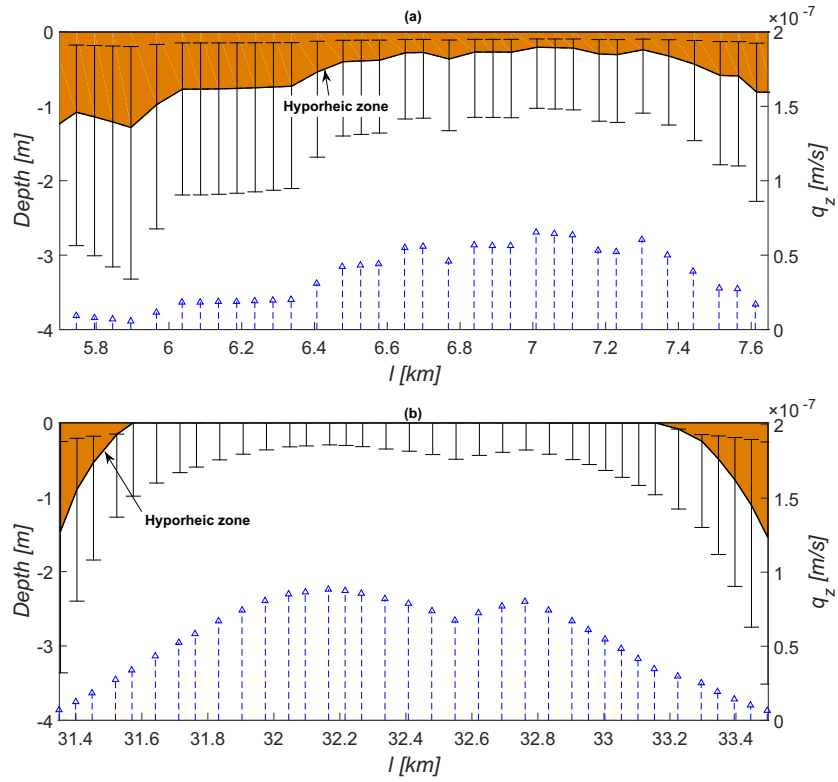 (a)
×10⁻⁷
0
-1
-2
-3
-4
Depth [m]
Hyporheic zone
2
1.5
1
0.5
0
q_z [m/s]
5.8 6 6.2 6.4 6.6 6.8 7 7.2 7.4 7.6
l [km]
(b)
×10⁻⁷
0
-1
-2
-3
-4
Depth [m]
Hyporheic zone
2
1.5
1
0.5
0
q_z [m/s]
31.4 31.6 31.8 32 32.2 32.4 32.6 32.8 33 33.2 33.4
l [km]